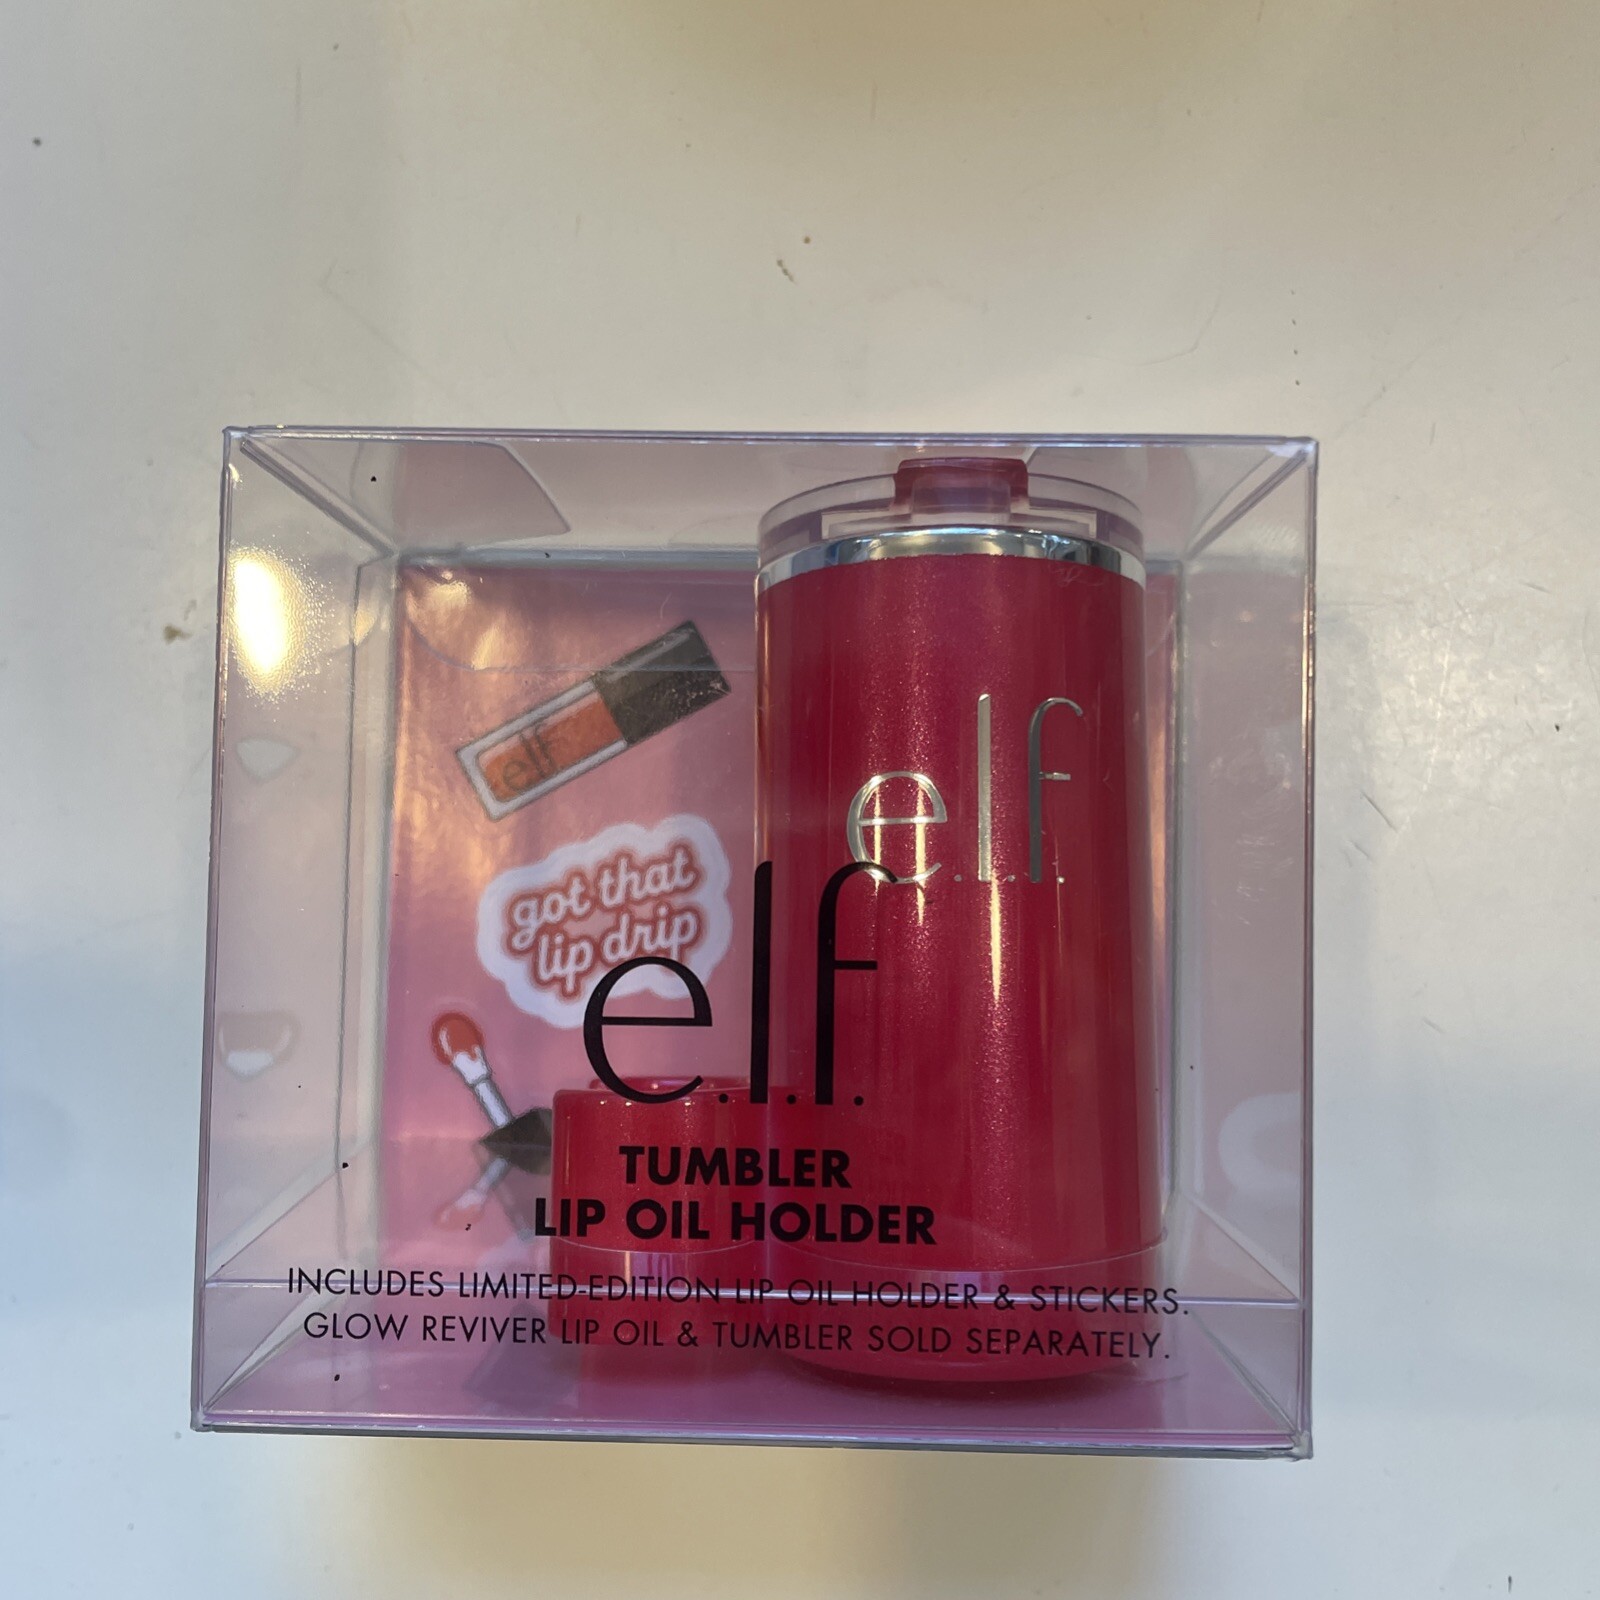 elf
got that
lip drip
e.l.f.
e.l.f.
TUMBLER
LIP OIL HOLDER
INCLUDES LIMITED-EDITION LIP OIL HOLDER & STICKERS.
GLOW REVIVER LIP OIL & TUMBLER SOLD SEPARATELY.